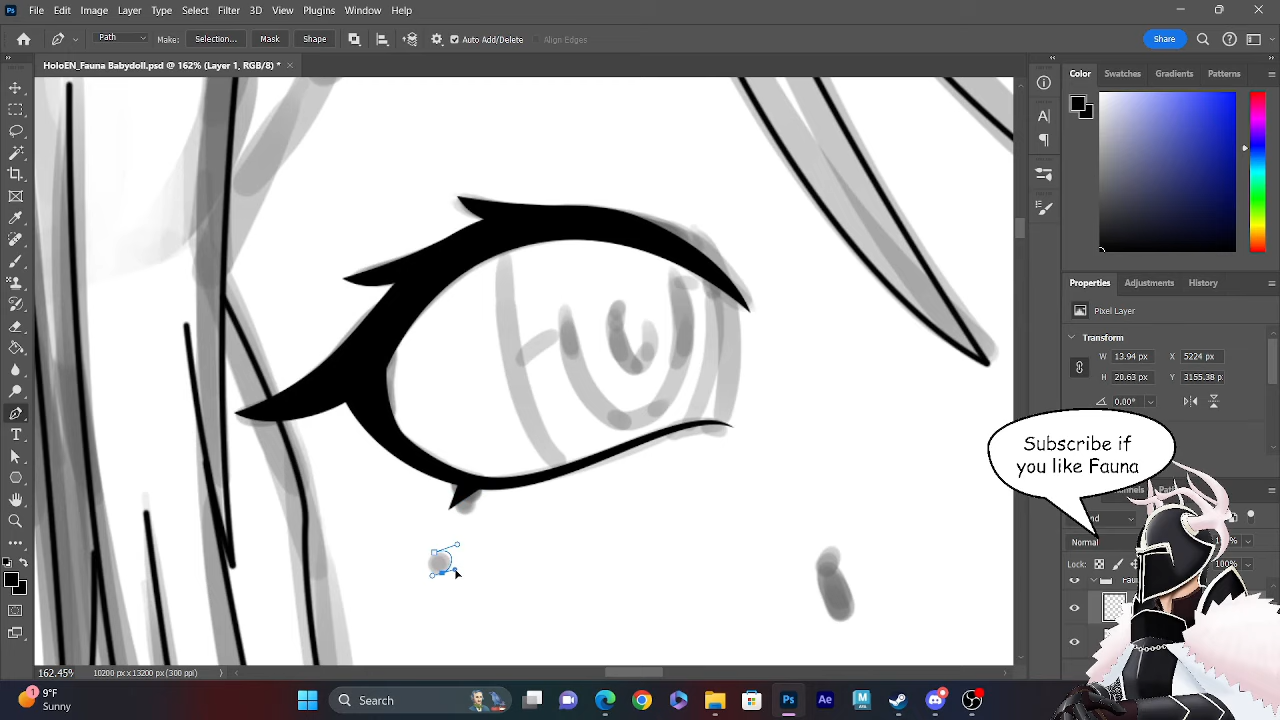 Ps File Edit Image Layer Type Select Filter 3D View Plugins Window Help
Path Make: Selection... Mask Shape Auto Add/Delete Align Edges Share
HoloEN_Fauna Babydoll.psd @ 162% (Layer 1, RGB/8) *
Color Swatches Gradients Patterns
Properties Adjustments History
Pixel Layer
Transform
W 13.94 px X 5224 px
H 20.63 px Y 3155.38 px
0.00°
Subscribe if
you like Fauna
Normal
Lock:
100%
162.45% 10200 px x 13200 px (300 ppi)
1 9°F
Sunny
Search
Ps Ae M